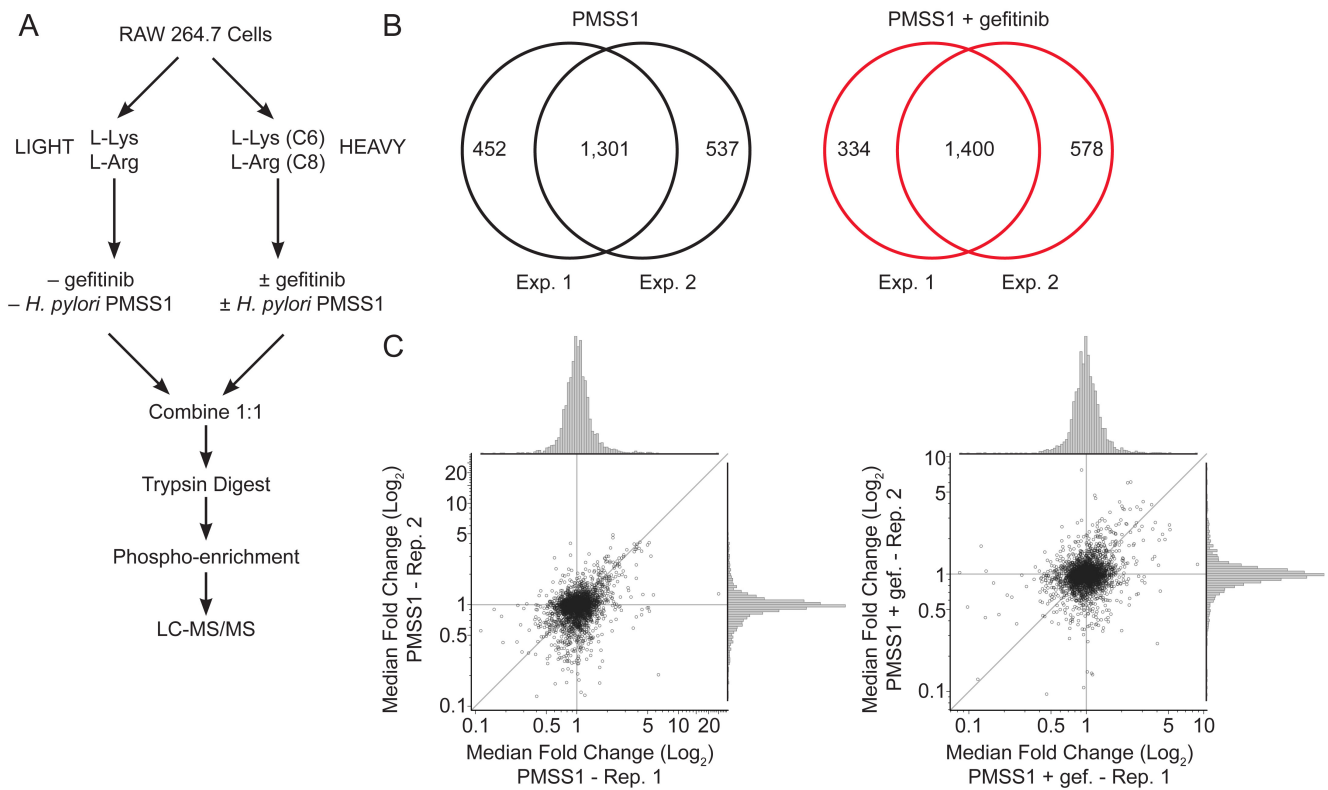 A
RAW 264.7 Cells
LIGHT
L-Lys
L-Arg
L-Lys (C6)
L-Arg (C8)
HEAVY
– gefitinib
– H. pylori PMSS1
± gefitinib
± H. pylori PMSS1
Combine 1:1
Trypsin Digest
Phospho-enrichment
LC-MS/MS
B
PMSS1
452
1,301
537
Exp. 1
Exp. 2
PMSS1 + gefitinib
334
1,400
578
Exp. 1
Exp. 2
C
Median Fold Change (Log2)
PMSS1 - Rep. 2
20
10
5
1
0.5
0.1
0.1 0.5 1 5 10 20
Median Fold Change (Log2)
PMSS1 - Rep. 1
Median Fold Change (Log2)
PMSS1 + gef. - Rep. 2
10
5
1
0.5
0.1
0.1 0.5 1 5 10
Median Fold Change (Log2)
PMSS1 + gef. - Rep. 1